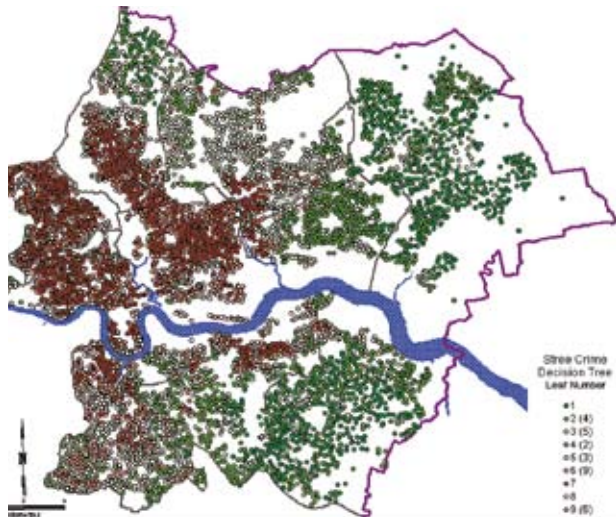 Stree Crime
Decision Tree
Leaf Number
1
2 (4)
3 (5)
4 (2)
5 (3)
6 (9)
7
8
9 (6)
N